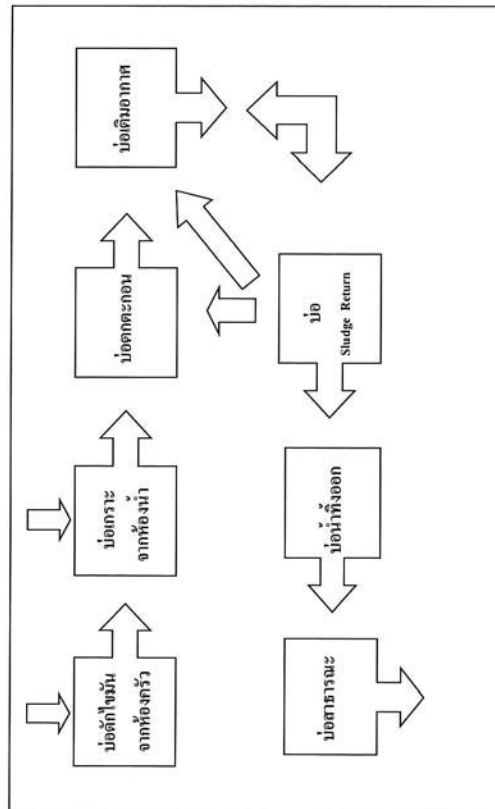 บ่อดักไขมัน
จากห้องครัว
บ่อเกราะ
จากห้องน้ำ
บ่อตกตะกอน
บ่อเติมอากาศ
บ่อ
Sludge Return
บ่อน้ำทิ้งออก
บ่อสาธารณะ